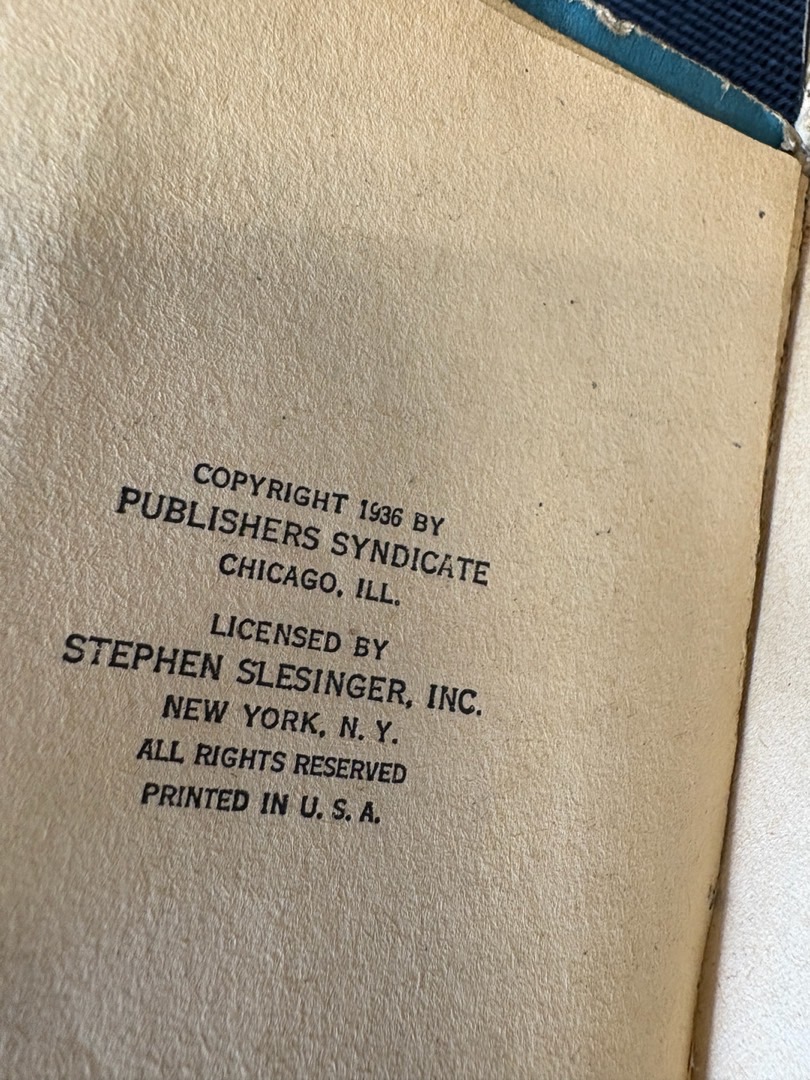 COPYRIGHT 1936 BY
PUBLISHERS SYNDICATE
CHICAGO, ILL.
LICENSED BY
STEPHEN SLESINGER, INC.
NEW YORK, N. Y.
ALL RIGHTS RESERVED
PRINTED IN U. S. A.